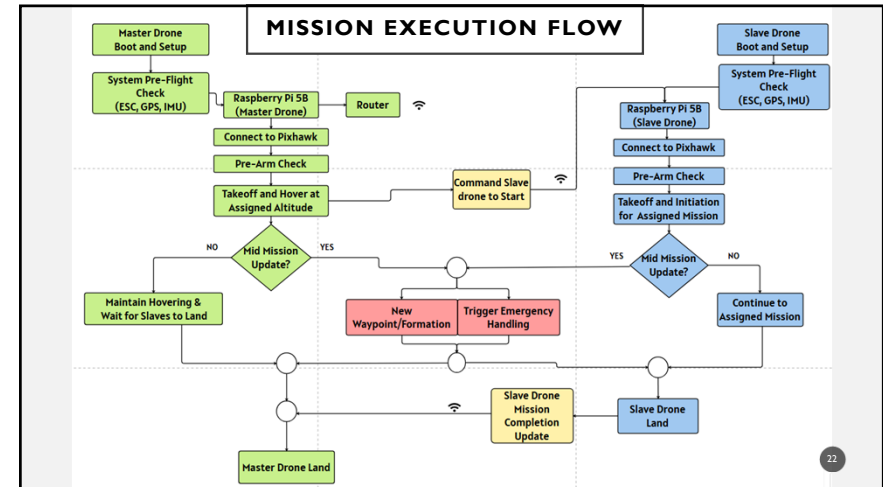 MISSION EXECUTION FLOW
Master Drone
Boot and Setup
System Pre-Flight
Check
(ESC, GPS, IMU)
Raspberry Pi 5B
(Master Drone)
Router
Connect to Pixhawk
Pre-Arm Check
Takeoff and Hover at
Assigned Altitude
Command Slave
drone to Start
Slave Drone
Boot and Setup
System Pre-Flight
Check
(ESC, GPS, IMU)
Raspberry Pi 5B
(Slave Drone)
Connect to Pixhawk
Pre-Arm Check
Takeoff and Initiation
for Assigned Mission
NO
Mid Mission
Update?
YES
YES
Mid Mission
Update?
NO
Maintain Hovering &
Wait for Slaves to Land
New
Waypoint/Formation
Trigger Emergency
Handling
Continue to
Assigned Mission
Slave Drone
Mission
Completion
Update
Slave Drone
Land
Master Drone Land
22